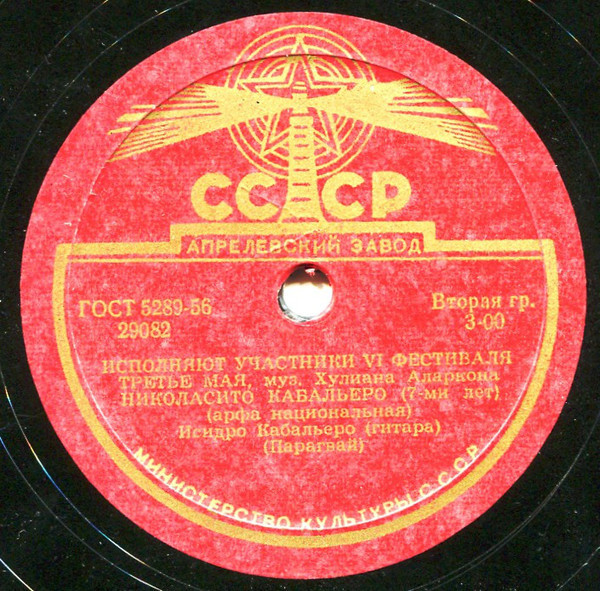 СССР
АПРЕЛЕВСКИЙ ЗАВОД
ГОСТ 5289-56
29082
Вторая гр.
3-00
ИСПОЛНЯЮТ УЧАСТНИКИ VI ФЕСТИВАЛЯ
ТРЕТЬЕ МАЯ, муз. Хулиана Аларкона
НИКОЛАСИТО КАБАЛЬЕРО (7-ми лет)
(арфа национальная)
Исидро Кабальеро (гитара)
(Парагвай)
МИНИСТЕРСТВО КУЛЬТУРЫ СССР